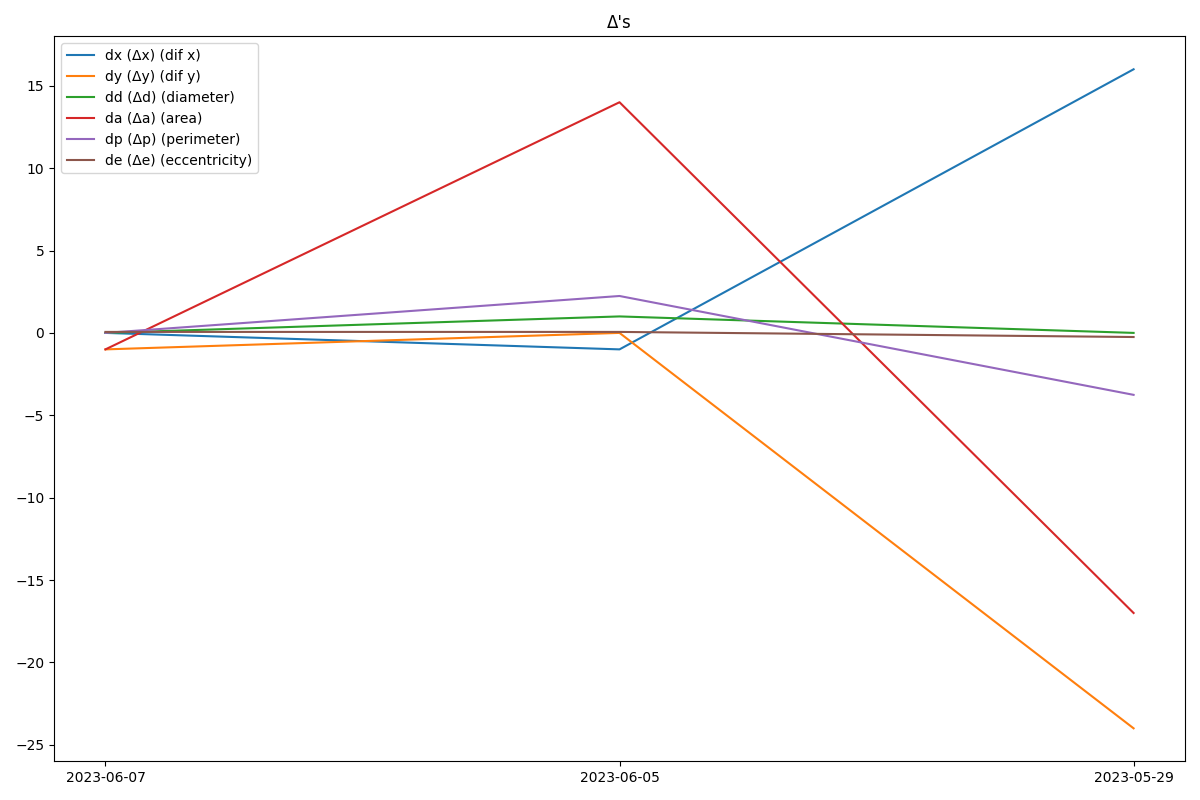 Δ's
dx (Δx) (dif x)
dy (Δy) (dif y)
dd (Δd) (diameter)
da (Δa) (area)
dp (Δp) (perimeter)
de (Δe) (eccentricity)
15
10
5
0
−5
−10
−15
−20
−25
2023-06-07 2023-06-05 2023-05-29